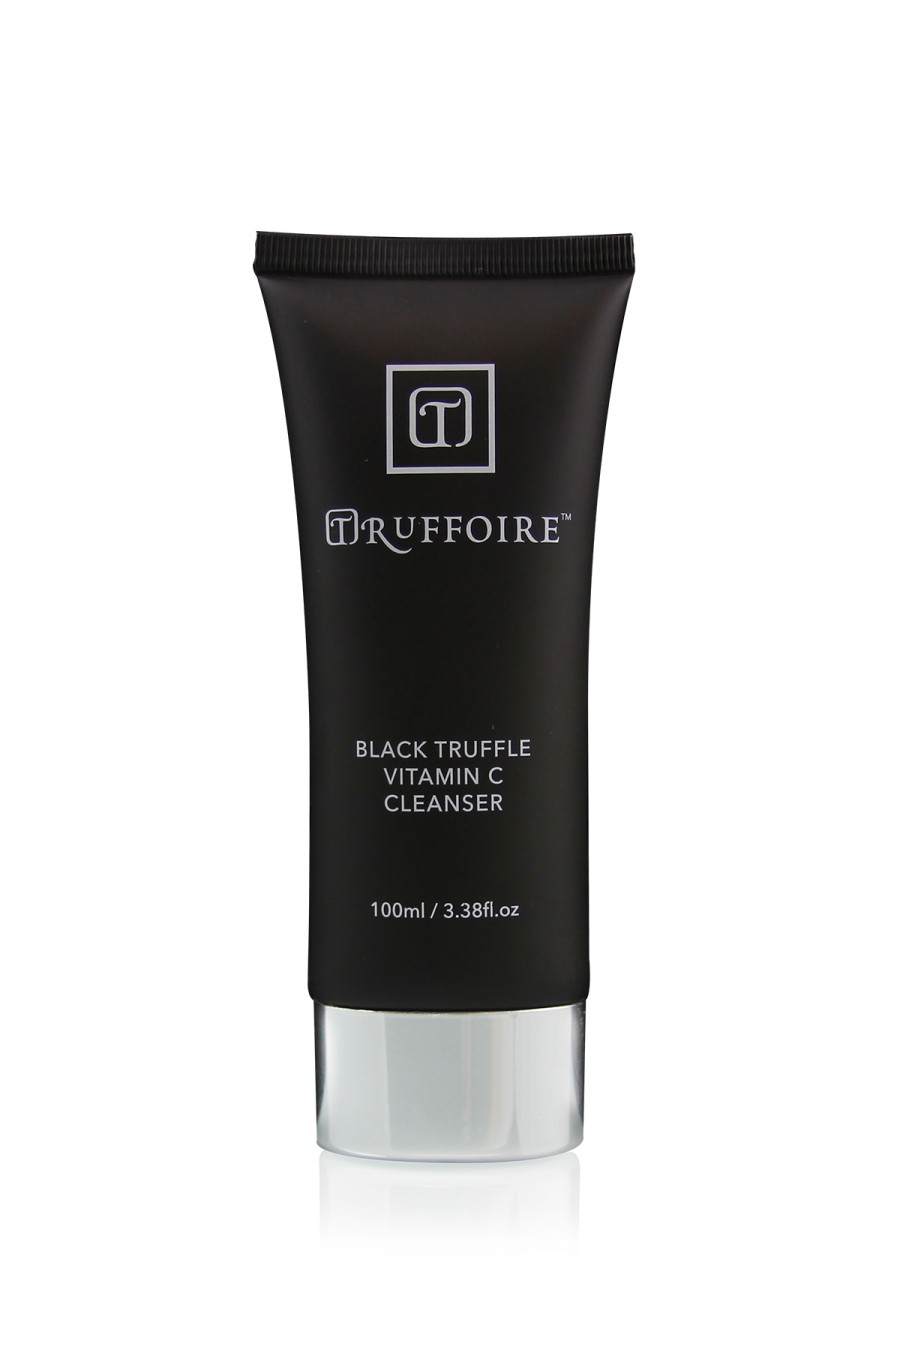 T
TRUFFOIRE™
BLACK TRUFFLE
VITAMIN C
CLEANSER
100ml / 3.38fl.oz